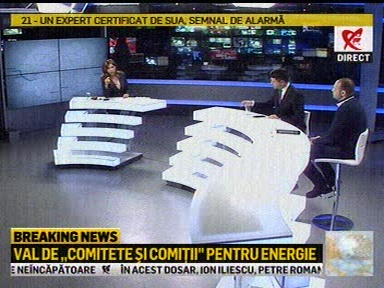 21 - UN EXPERT CERTIFICAT DE SUA, SEMNAL DE ALARMĂ
DIRECT
BREAKING NEWS
VAL DE „COMITETE ȘI COMIȚII" PENTRU ENERGIE
E NEÎNCĂPĂTOARE ÎN ACEST DOSAR, ION ILIESCU, PETRE ROMAN